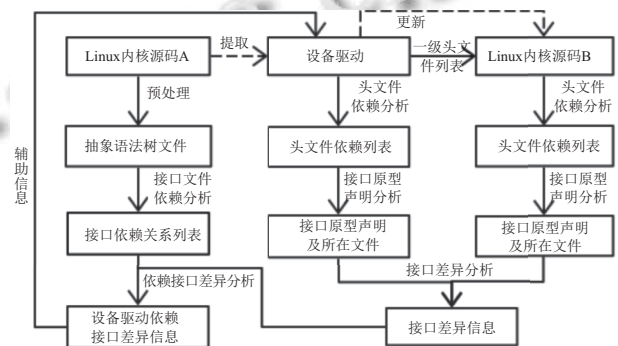 更新
Linux内核源码A
提取
设备驱动
一级头文
件列表
Linux内核源码B
预处理
头文件
依赖分析
头文件
依赖分析
抽象语法树文件
头文件依赖列表
头文件依赖列表
辅助信息
接口文件
依赖分析
接口原型
声明分析
接口原型
声明分析
接口依赖关系列表
接口原型声明
及所在文件
接口原型声明
及所在文件
依赖接口差异分析
接口差异分析
设备驱动依赖
接口差异信息
接口差异信息